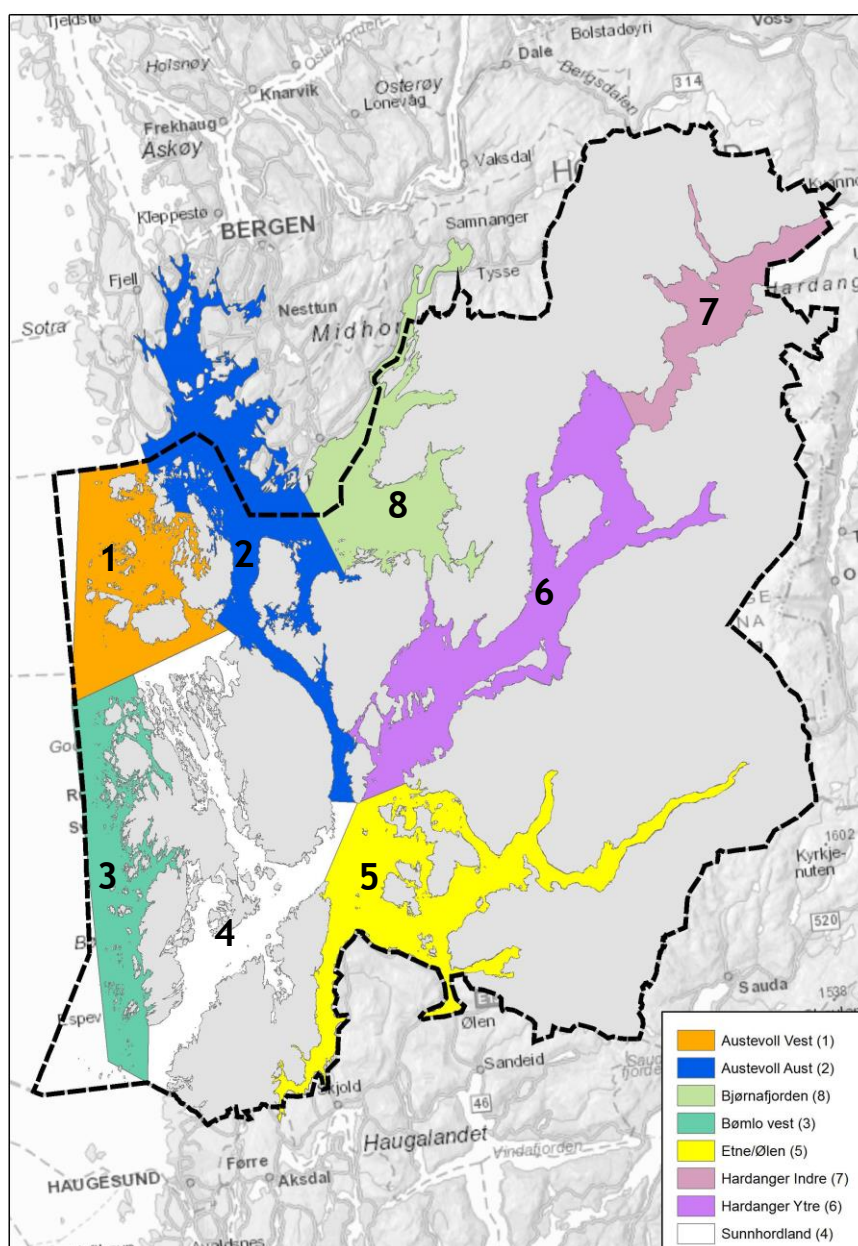 Tjeldstø
Bolstadøyri
Voss
Holsnøy
Osterfjorden
Dale
Bergsdalen
Knarvik
Osterøy
Lonevåg
314
Frekhaug
Askøy
Vaksdal
Kleppestø
BERGEN
Samnanger
Fjell
Tysse
Nesttun
Sotra
Midhor
Hardang
7
1
2
8
6
3
5
4
1602
Kyrkje-
nuten
520
Sauda
1538
Ølen
Sandeid
46
Haugalandet
Vindafjorden
HAUGESUND
Førre
Aksdal
Austevoll Vest (1)
Austevoll Aust (2)
Bjørnafjorden (8)
Bømlo vest (3)
Etne/Ølen (5)
Hardanger Indre (7)
Hardanger Ytre (6)
Sunnhordland (4)